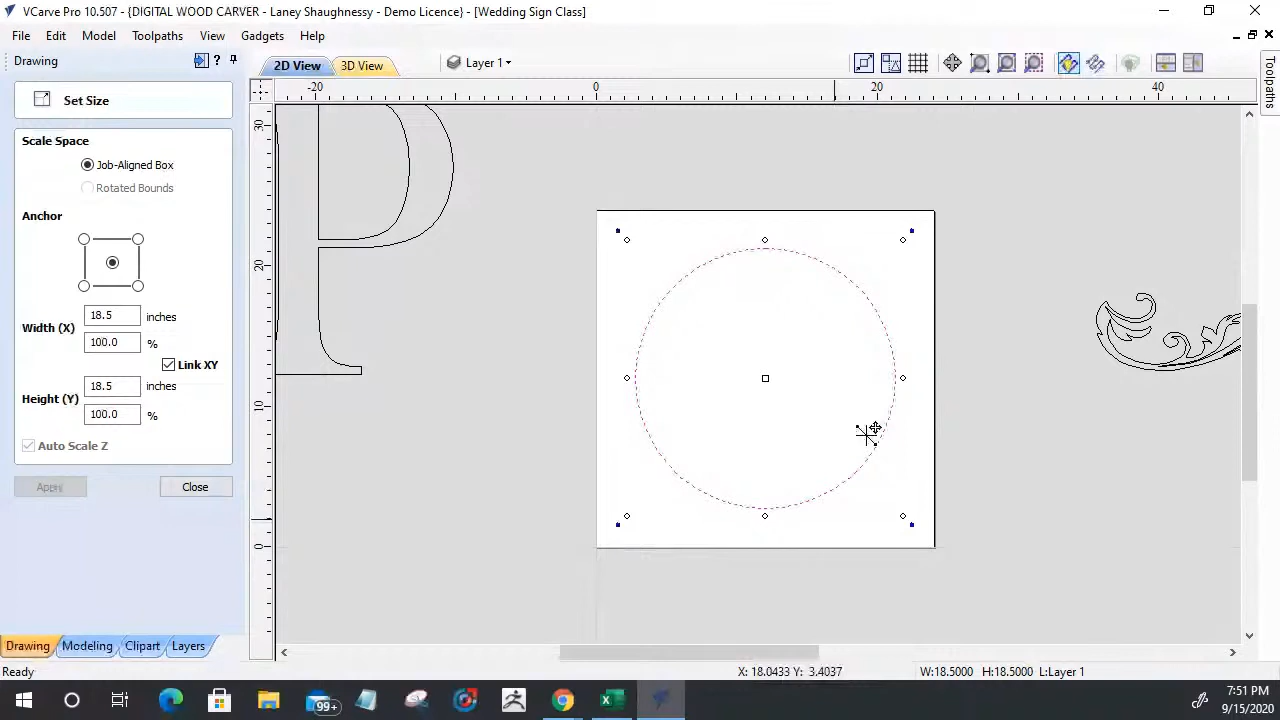 VCarve Pro 10.507 - {DIGITAL WOOD CARVER - Laney Shaughnessy - Demo Licence} - [Wedding Sign Class]
File Edit Model Toolpaths View Gadgets Help
Drawing
2D View 3D View Layer 1
Set Size
Scale Space
Job-Aligned Box
Rotated Bounds
Anchor
Width (X) 18.5 inches
100.0 %
Link XY
Height (Y) 18.5 inches
100.0 %
Auto Scale Z
Apply Close
-20 0 20 40
30
20
10
0
Toolpaths
Drawing Modeling Clipart Layers
Ready X: 18.0433 Y: 3.4037 W:18.5000 H:18.5000 L:Layer 1
99+
7:51 PM
9/15/2020